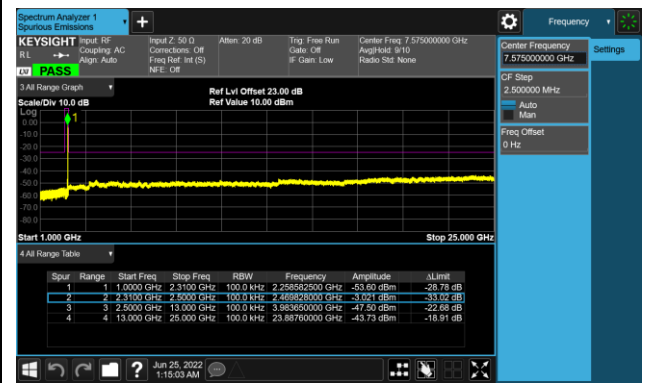 Spectrum Analyzer 1
Spurious Emissions
Frequency
KEYSIGHT Input: RF Input Z: 50 Ω Atten: 20 dB Trig: Free Run Center Freq: 7.575000000 GHz
RL Coupling: AC Corrections: Off Gate: Off Avg|Hold: 9/10
Align: Auto Freq Ref: Int (S) IF Gain: Low Radio Std: None
NFE: Off
LXI PASS
Center Frequency
7.575000000 GHz
Settings
CF Step
2.500000 MHz
Auto
Man
Freq Offset
0 Hz
3 All Range Graph
Ref Lvl Offset 23.00 dB
Scale/Div 10.0 dB Ref Value 10.00 dBm
Log
0.00
-10.0
-20.0
-30.0
-40.0
-50.0
-60.0
-70.0
-80.0
1
Start 1.000 GHz Stop 25.000 GHz
4 All Range Table
Spur Range Start Freq Stop Freq RBW Frequency Amplitude ΔLimit
1 1 1.0000 GHz 2.3100 GHz 100.0 kHz 2.258582500 GHz -53.60 dBm -28.78 dB
2 2 2.3100 GHz 2.5000 GHz 100.0 kHz 2.469828000 GHz -3.021 dBm -33.02 dB
3 3 2.5000 GHz 13.000 GHz 100.0 kHz 3.983650000 GHz -47.50 dBm -22.68 dB
4 4 13.000 GHz 25.000 GHz 100.0 kHz 23.88760000 GHz -43.73 dBm -18.91 dB
Jun 25, 2022
1:15:03 AM